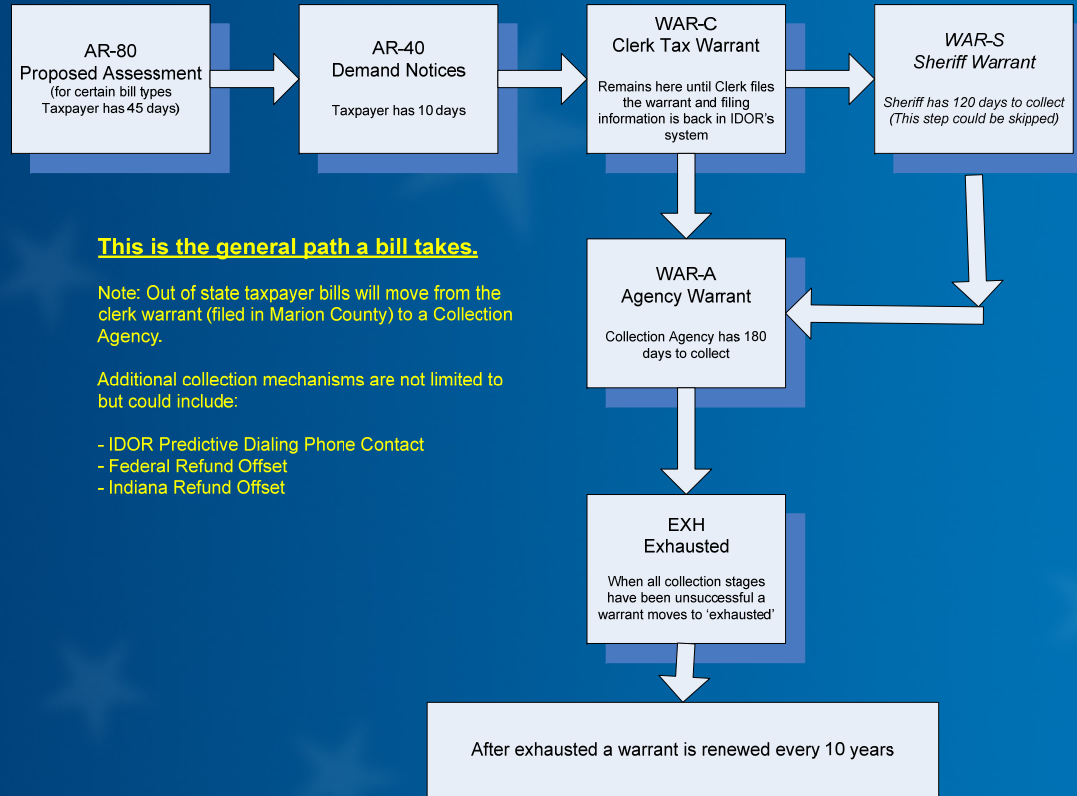 AR-80
Proposed Assessment
(for certain bill types
Taxpayer has 45 days)
AR-40
Demand Notices
Taxpayer has 10 days
WAR-C
Clerk Tax Warrant
Remains here until Clerk files
the warrant and filing
information is back in IDOR's
system
WAR-S
Sheriff Warrant
Sheriff has 120 days to collect
(This step could be skipped)
This is the general path a bill takes.
Note: Out of state taxpayer bills will move from the
clerk warrant (filed in Marion County) to a Collection
Agency.
Additional collection mechanisms are not limited to
but could include:
- IDOR Predictive Dialing Phone Contact
- Federal Refund Offset
- Indiana Refund Offset
WAR-A
Agency Warrant
Collection Agency has 180
days to collect
EXH
Exhausted
When all collection stages
have been unsuccessful a
warrant moves to ‘exhausted’
After exhausted a warrant is renewed every 10 years